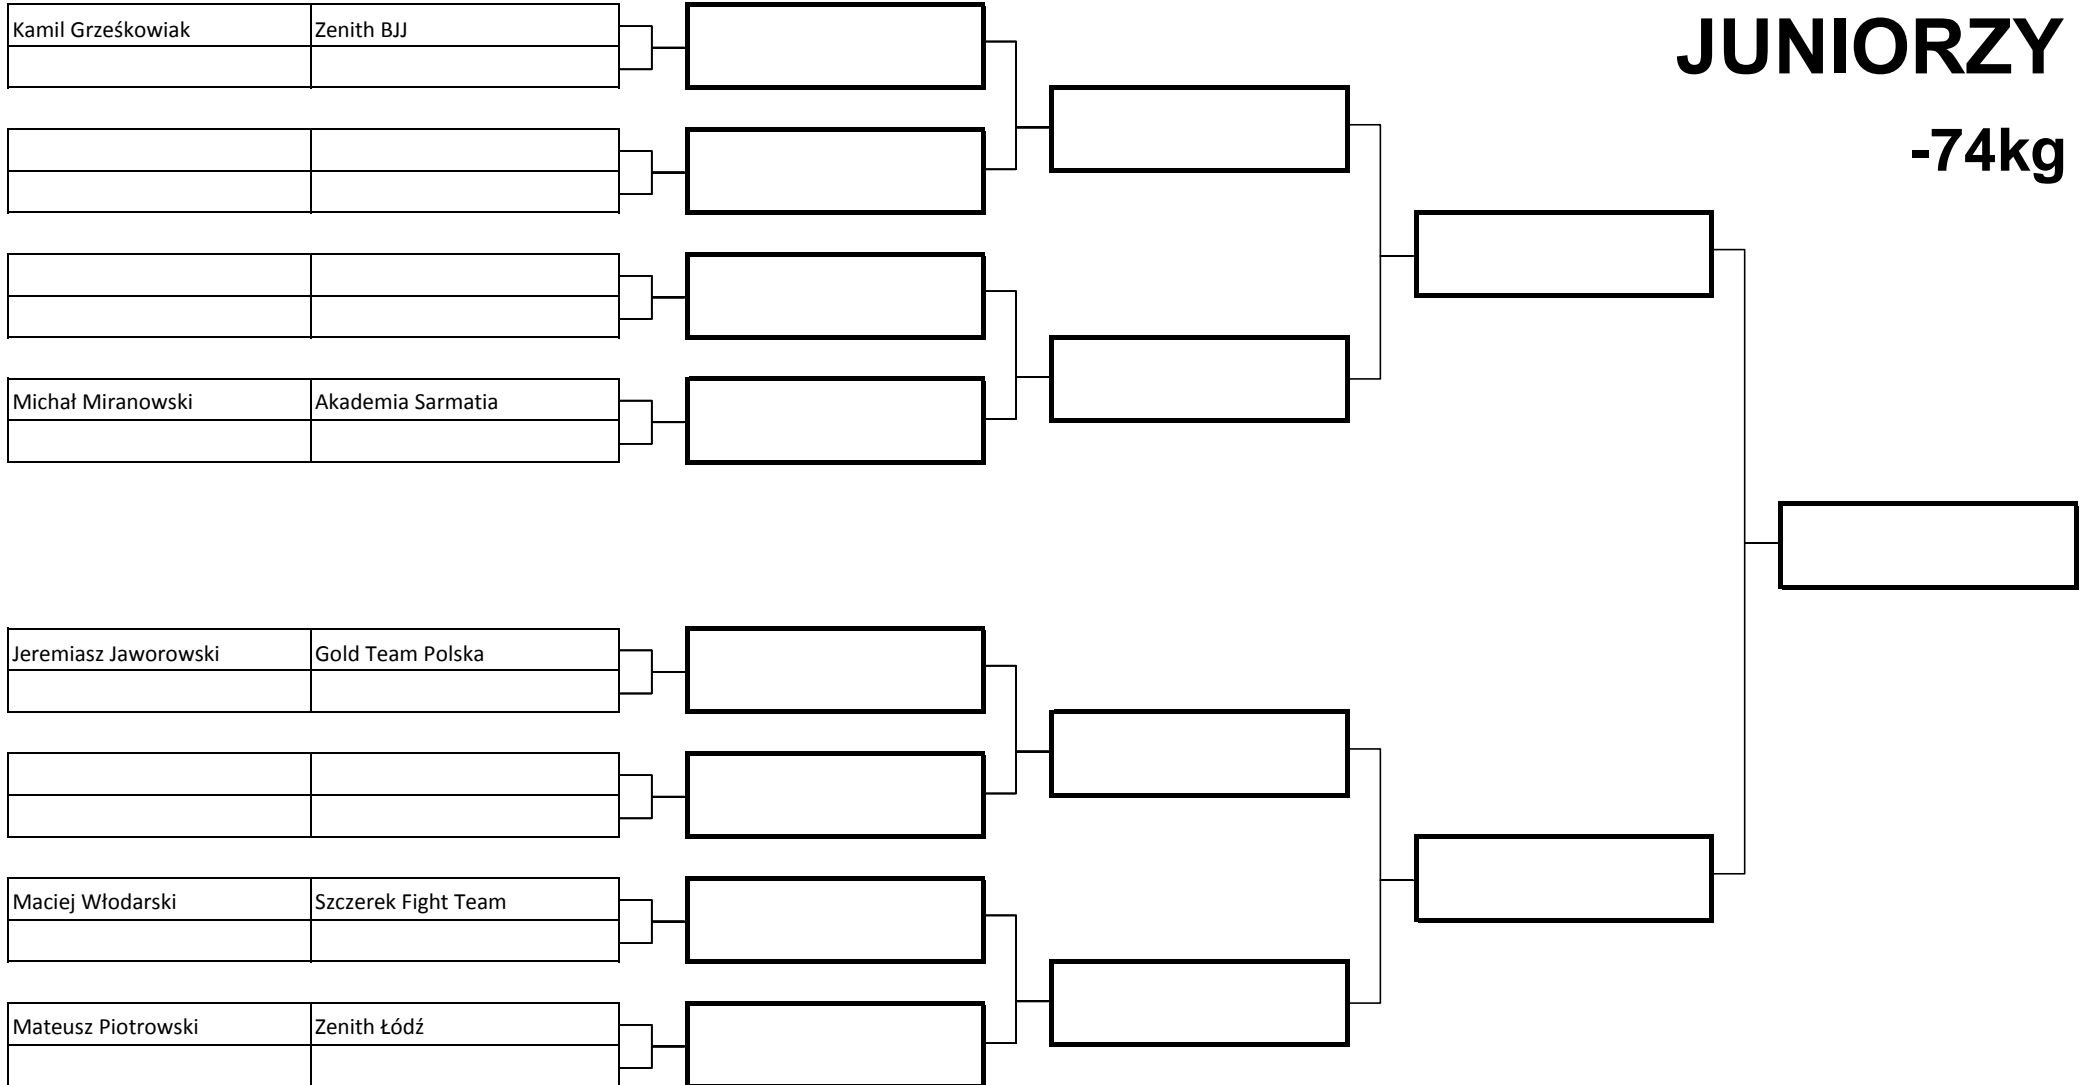 JUNIORZY
-74kg
Kamil Grześkowiak Zenith BJJ
Michał Miranowski Akademia Sarmatia
Jeremiasz Jaworowski Gold Team Polska
Maciej Włodarski Szczerek Fight Team
Mateusz Piotrowski Zenith Łódź